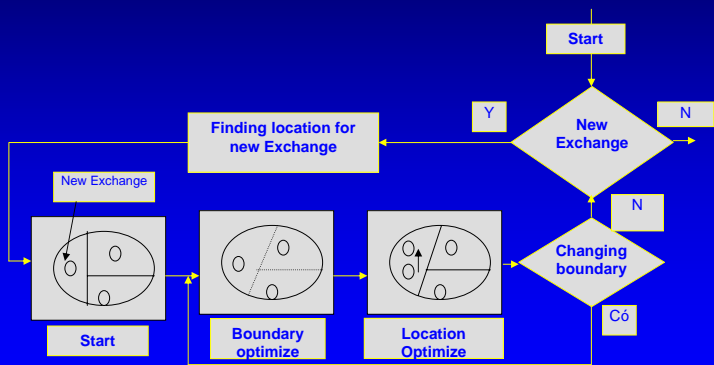 Start
Y
New
Exchange
N
Finding location for
new Exchange
New Exchange
N
Changing
boundary
Có
Start
Boundary
optimize
Location
Optimize